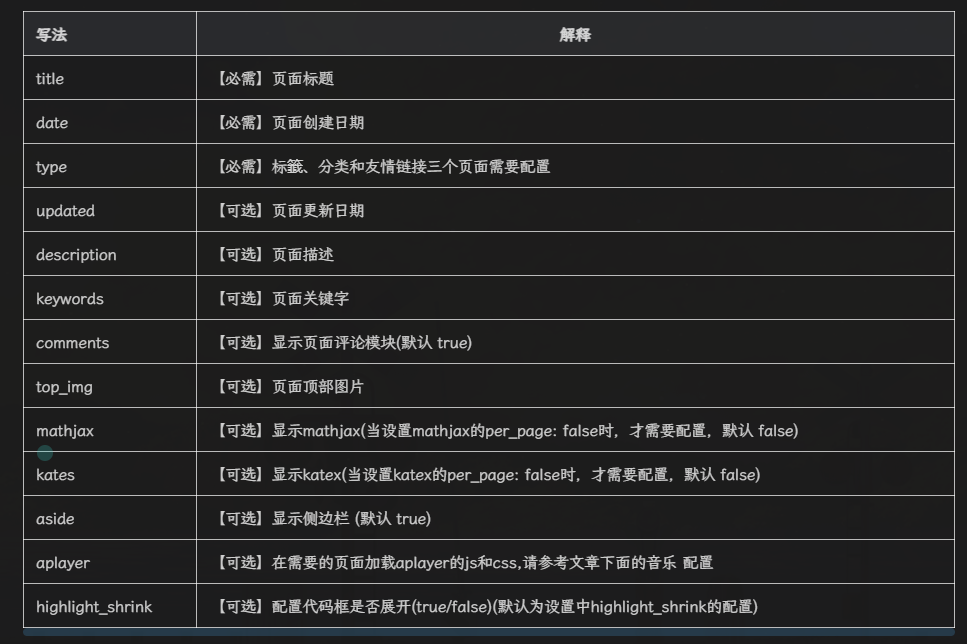 写法 解释
title 【必需】页面标题
date 【必需】页面创建日期
type 【必需】标籖、分类和友情链接三个页面需要配置
updated 【可选】页面更新日期
description 【可选】页面描述
keywords 【可选】页面关键字
comments 【可选】显示页面评论模块(默认 true)
top_img 【可选】页面顶部图片
mathjax 【可选】显示mathjax(当设置mathjax的per_page: false时，才需要配置，默认 false)
kates 【可选】显示katex(当设置katex的per_page: false时，才需要配置，默认 false)
aside 【可选】显示侧边栏 (默认 true)
aplayer 【可选】在需要的页面加载aplayer的js和css,请参考文章下面的音乐 配置
highlight_shrink 【可选】配置代码框是否展开(true/false)(默认为设置中highlight_shrink的配置)